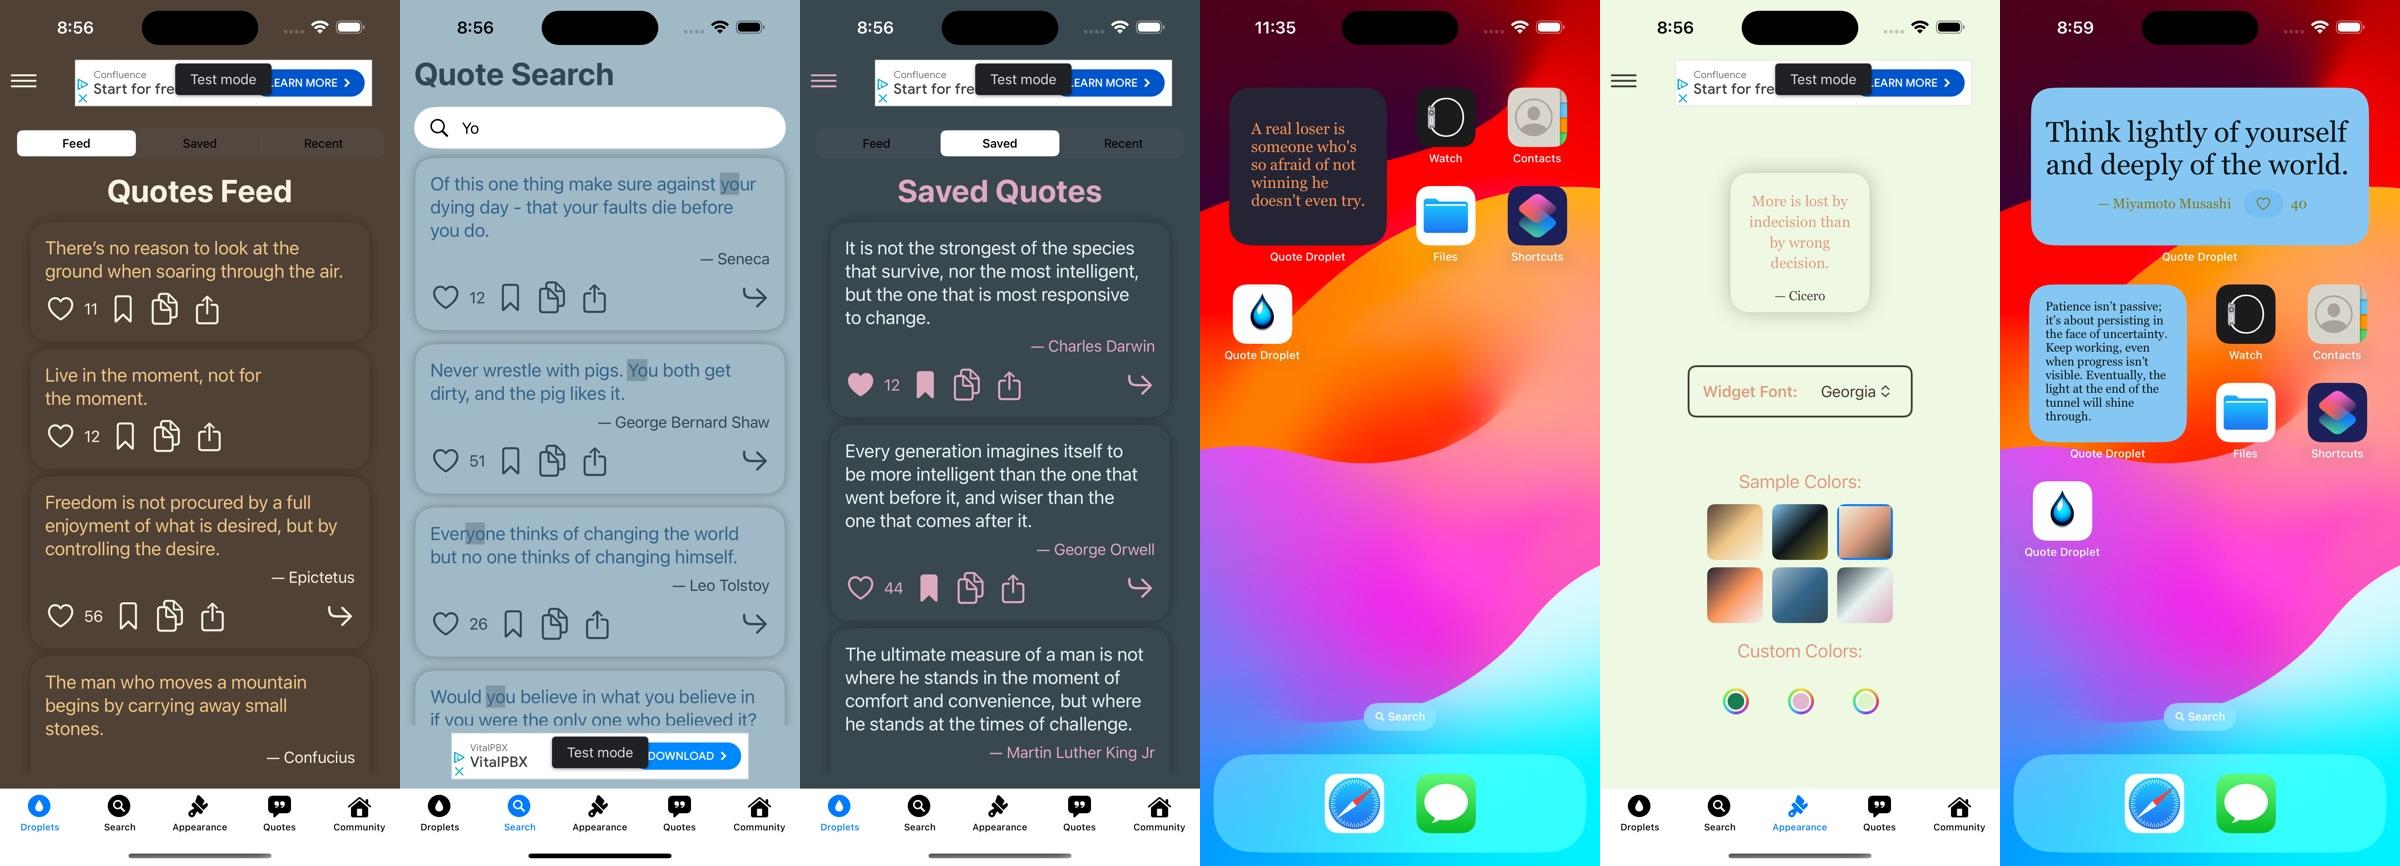 8:56
Confluence
Start for fre
Test mode
LEARN MORE
Feed
Saved
Recent
Quotes Feed
There’s no reason to look at the
ground when soaring through the air.
11
Live in the moment, not for
the moment.
12
Freedom is not procured by a full
enjoyment of what is desired, but by
controlling the desire.
— Epictetus
56
The man who moves a mountain
begins by carrying away small
stones.
— Confucius
Droplets
Search
Appearance
Quotes
Community
8:56
Quote Search
Yo
Of this one thing make sure against your
dying day - that your faults die before
you do.
— Seneca
12
Never wrestle with pigs. You both get
dirty, and the pig likes it.
— George Bernard Shaw
51
Everyone thinks of changing the world
but no one thinks of changing himself.
— Leo Tolstoy
26
Would you believe in what you believe in
if you were the only one who believed it?
VitalPBX
VitalPBX
Test mode
DOWNLOAD
Droplets
Search
Appearance
Quotes
Community
8:56
Confluence
Start for fre
Test mode
LEARN MORE
Feed
Saved
Recent
Saved Quotes
It is not the strongest of the species
that survive, nor the most intelligent,
but the one that is most responsive
to change.
— Charles Darwin
12
Every generation imagines itself to
be more intelligent than the one that
went before it, and wiser than the
one that comes after it.
— George Orwell
44
The ultimate measure of a man is not
where he stands in the moment of
comfort and convenience, but where
he stands at the times of challenge.
— Martin Luther King Jr
Droplets
Search
Appearance
Quotes
Community
11:35
A real loser is
someone who's
so afraid of not
winning he
doesn't even try.
Quote Droplet
Watch
Contacts
Files
Shortcuts
Quote Droplet
Search
8:56
Confluence
Start for fre
Test mode
LEARN MORE
More is lost by
indecision than
by wrong
decision.
— Cicero
Widget Font:
Georgia
Sample Colors:
Custom Colors:
Droplets
Search
Appearance
Quotes
Community
8:59
Think lightly of yourself
and deeply of the world.
— Miyamoto Musashi
40
Quote Droplet
Patience isn’t passive;
it’s about persisting in
the face of uncertainty.
Keep working, even
when progress isn’t
visible. Eventually, the
light at the end of the
tunnel will shine
through.
Quote Droplet
Watch
Contacts
Files
Shortcuts
Quote Droplet
Search